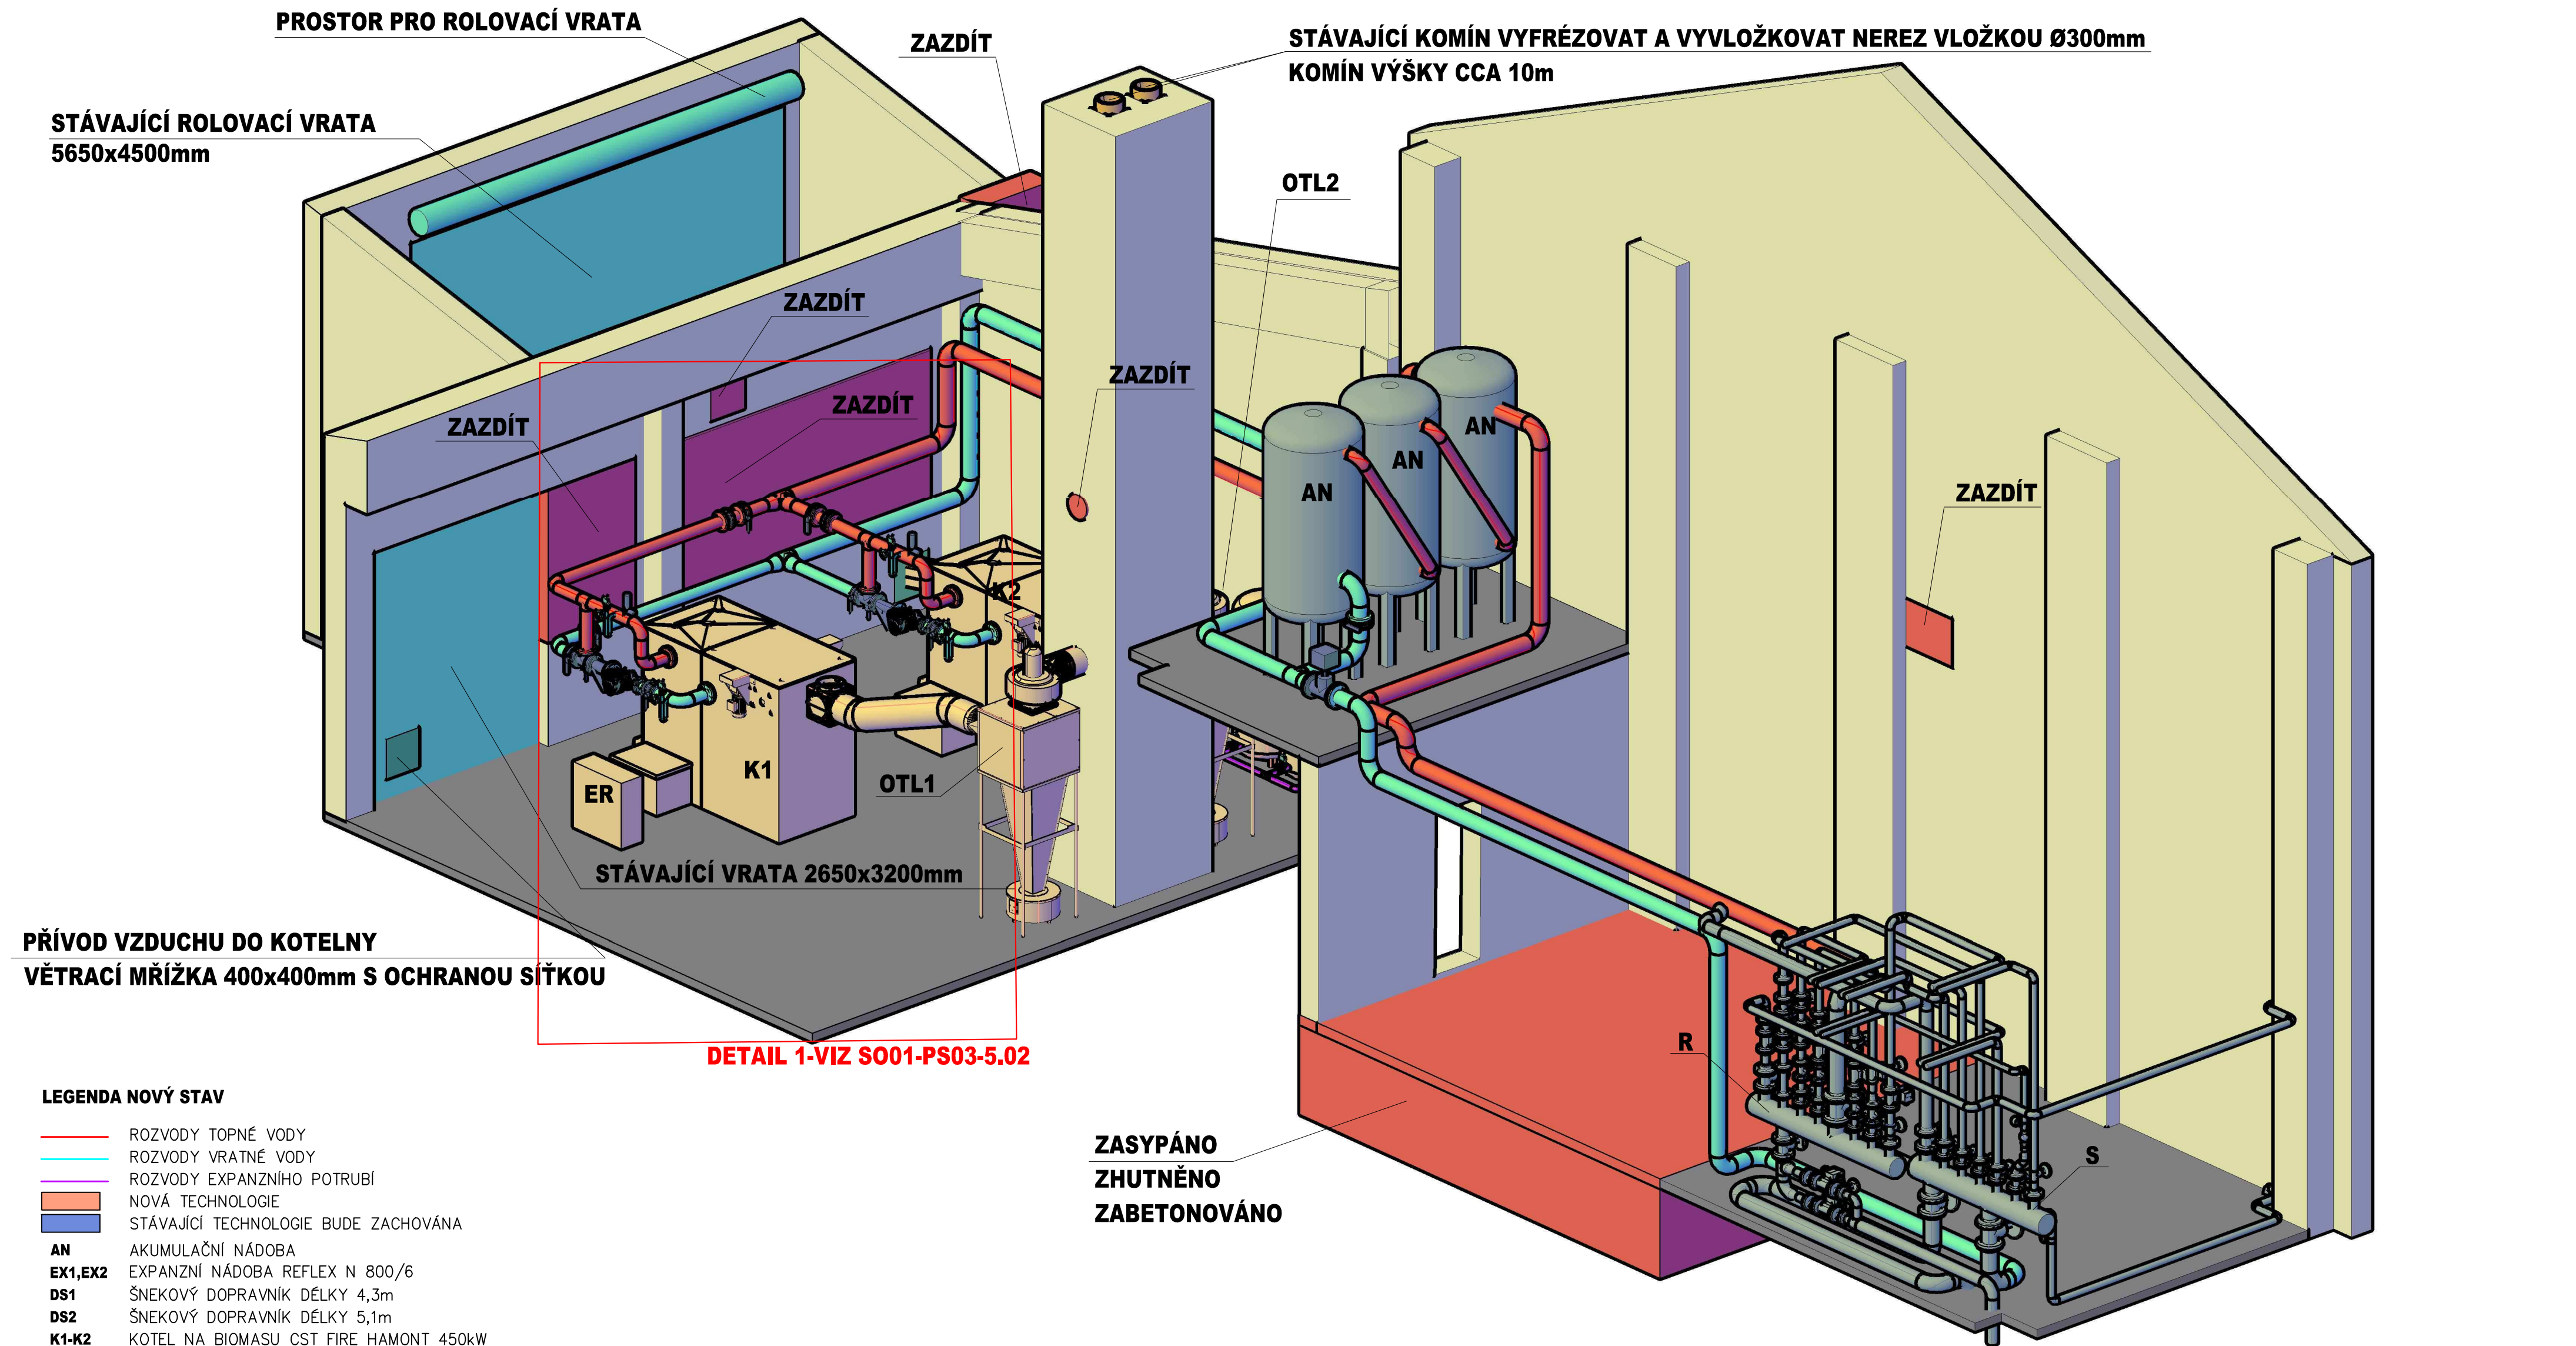 PROSTOR PRO ROLOVACÍ VRATA
ZAZDÍT
STÁVAJÍCÍ KOMÍN VYFRÉZOVAT A VYVLOŽKOVAT NEREZ VLOŽKOU Ø300mm
KOMÍN VÝŠKY CCA 10m
STÁVAJÍCÍ ROLOVACÍ VRATA
5650x4500mm
OTL2
ZAZDÍT
ZAZDÍT
ZAZDÍT
ZAZDÍT
AN
AN
AN
ZAZDÍT
K2
K1
ER
OTL1
STÁVAJÍCÍ VRATA 2650x3200mm
PŘÍVOD VZDUCHU DO KOTELNY
VĚTRACÍ MŘÍŽKA 400x400mm S OCHRANOU SÍŤKOU
DETAIL 1-VIZ SO01-PS03-5.02
R
S
ZASYPÁNO
ZHUTNĚNO
ZABETONOVÁNO
LEGENDA NOVÝ STAV
ROZVODY TOPNÉ VODY
ROZVODY VRATNÉ VODY
ROZVODY EXPANZNÍHO POTRUBÍ
NOVÁ TECHNOLOGIE
STÁVAJÍCÍ TECHNOLOGIE BUDE ZACHOVÁNA
AN AKUMULAČNÍ NÁDOBA
EX1,EX2 EXPANZNÍ NÁDOBA REFLEX N 800/6
DS1 ŠNEKOVÝ DOPRAVNÍK DÉLKY 4,3m
DS2 ŠNEKOVÝ DOPRAVNÍK DÉLKY 5,1m
K1-K2 KOTEL NA BIOMASU CST FIRE HAMONT 450kW